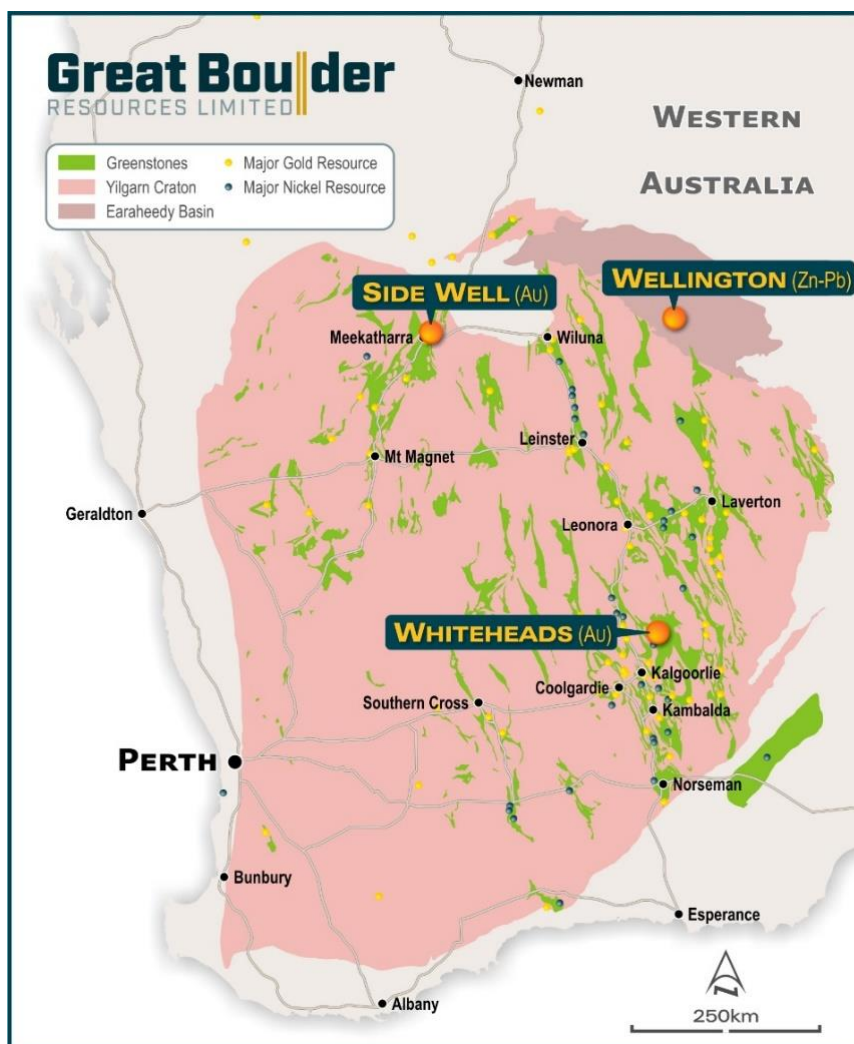 Great Boulder
RESOURCES LIMITED
Newman
WESTERN
AUSTRALIA
Greenstones
Major Gold Resource
Yilgarn Craton
Major Nickel Resource
Earaheedy Basin
SIDE WELL (Au)
WELLINGTON (Zn-Pb)
Meekatharra
Wiluna
Leinster
Mt Magnet
Geraldton
Laverton
Leonora
WHITEHEADS (Au)
Kalgoorlie
Coolgardie
Southern Cross
Kambalda
PERTH
Norseman
Bunbury
Esperance
Albany
N
250km